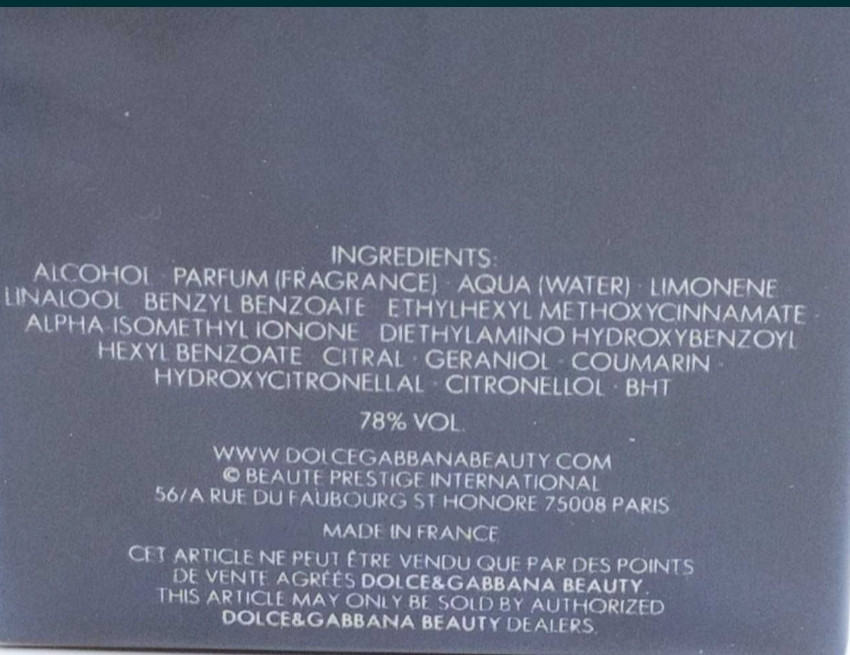 INGREDIENTS:
ALCOHOL · PARFUM (FRAGRANCE) · AQUA (WATER) · LIMONENE
LINALOOL BENZYL BENZOATE ETHYLHEXYL METHOXYCINNAMATE ·
ALPHA-ISOMETHYL IONONE DIETHYLAMINO HYDROXYBENZOYL
HEXYL BENZOATE CITRAL · GERANIOL · COUMARIN ·
HYDROXYCITRONELLAL · CITRONELLOL · BHT
78% VOL.
WWW.DOLCEGABBANABEAUTY.COM
© BEAUTE PRESTIGE INTERNATIONAL
56/A RUE DU FAUBOURG ST HONORE 75008 PARIS
MADE IN FRANCE
CET ARTICLE NE PEUT ÊTRE VENDU QUE PAR DES POINTS
DE VENTE AGRÉÉS DOLCE&GABBANA BEAUTY.
THIS ARTICLE MAY ONLY BE SOLD BY AUTHORIZED
DOLCE&GABBANA BEAUTY DEALERS.